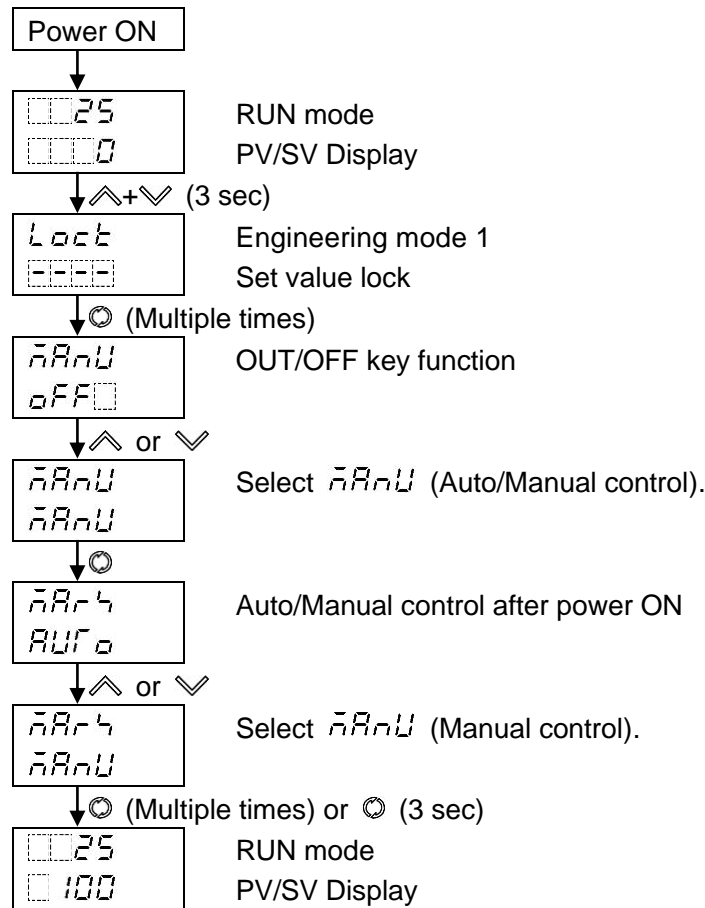 Power ON
25 RUN mode
0 PV/SV Display
+ (3 sec)
Lock Engineering mode 1
---- Set value lock
(Multiple times)
MANU OUT/OFF key function
oFF
or
MANU Select MANU (Auto/Manual control).
MANU
MARS Auto/Manual control after power ON
AUTo
or
MARS Select MANU (Manual control).
MANU
(Multiple times) or (3 sec)
25 RUN mode
100 PV/SV Display